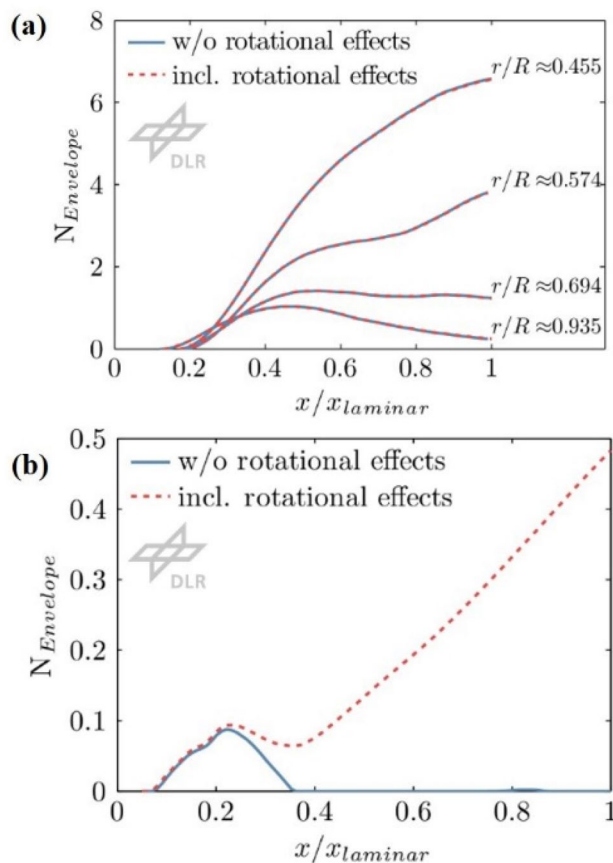 (a)
8
w/o rotational effects
incl. rotational effects
r/R ≈0.455
6
DLR
N_Envelope
4
r/R ≈0.574
2
r/R ≈0.694
r/R ≈0.935
0
0 0.2 0.4 0.6 0.8 1
x/x_laminar
(b)
0.5
w/o rotational effects
incl. rotational effects
0.4
DLR
0.3
N_Envelope
0.2
0.1
0
0 0.2 0.4 0.6 0.8 1
x/x_laminar